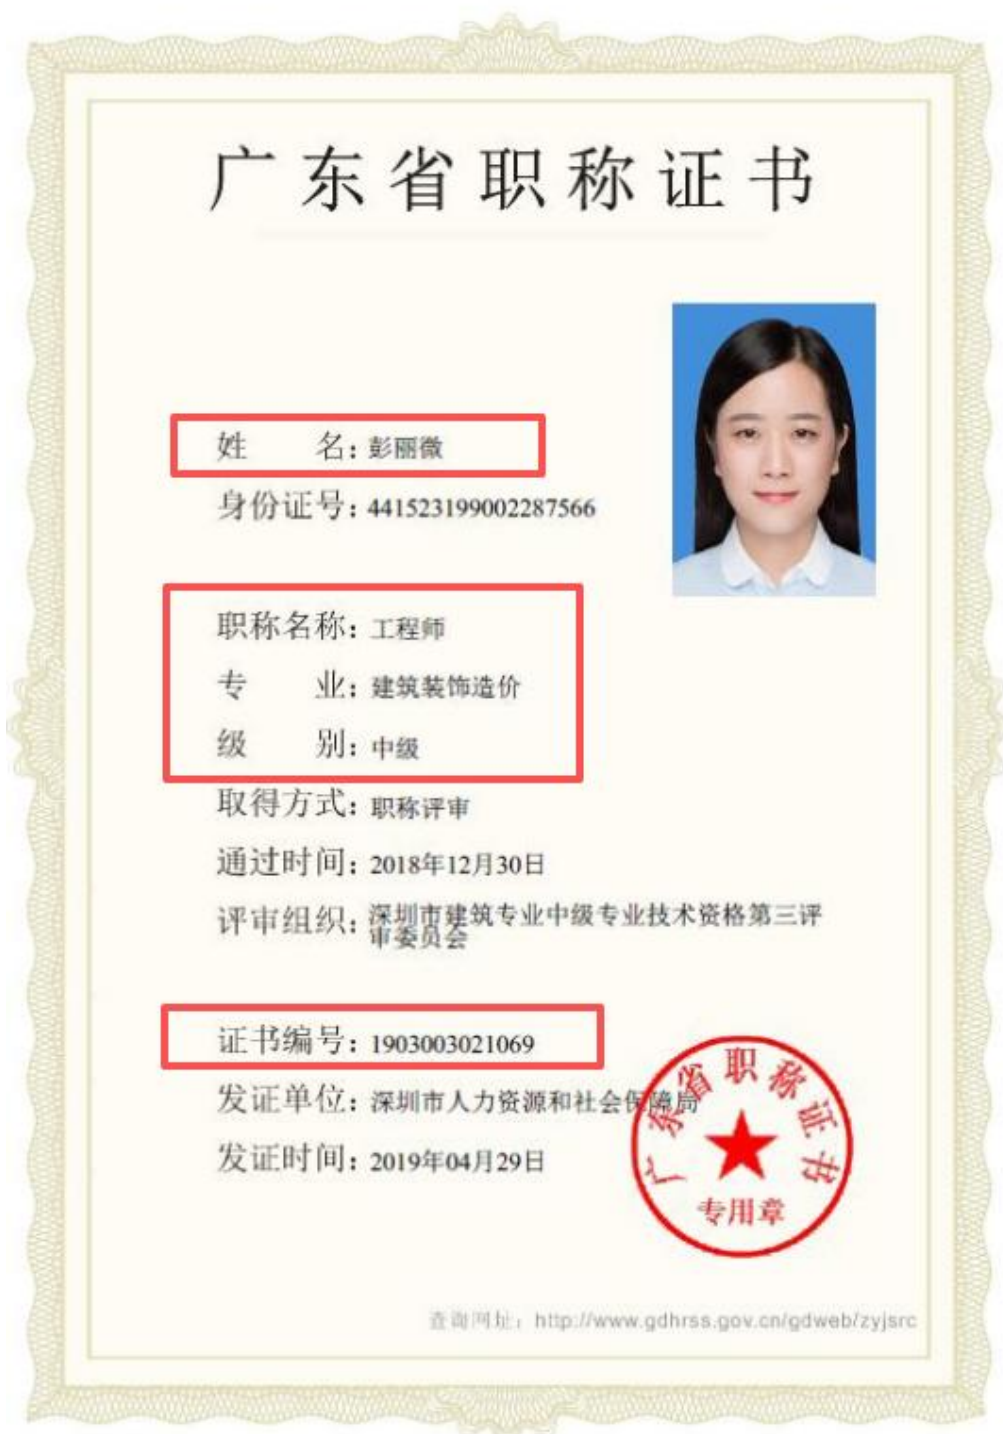 广东省职称证书
姓 名：彭丽微
身份证号：441523199002287566
职称名称：工程师
专 业：建筑装饰造价
级 别：中级
取得方式：职称评审
通过时间：2018年12月30日
评审组织：深圳市建筑专业中级专业技术资格第三评
审委员会
证书编号：1903003021069
发证单位：深圳市人力资源和社会保障局
发证时间：2019年04月29日
广东省职称证书
专用章
查询网址：http://www.gdhrss.gov.cn/gdweb/zyjsrc